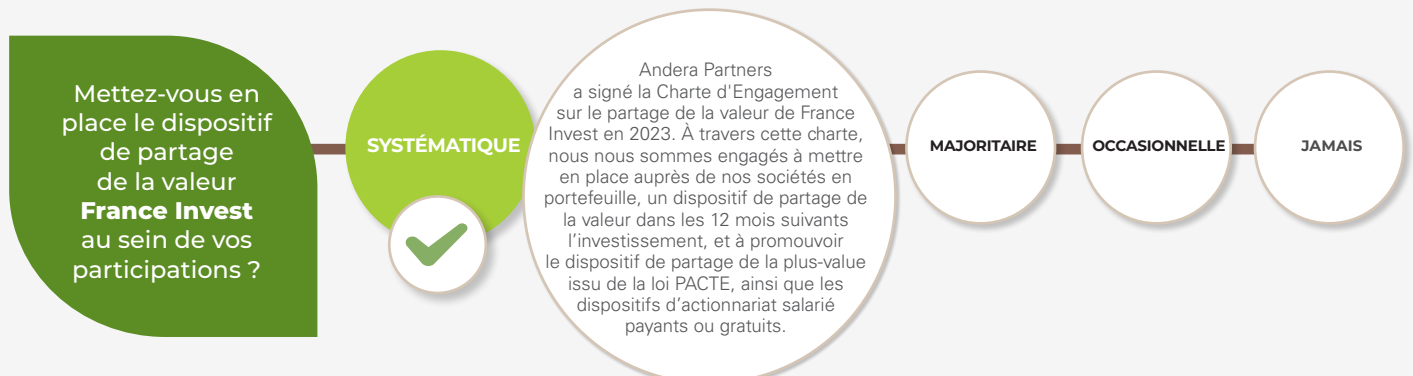 Mettez-vous en
place le dispositif
de partage
de la valeur
France Invest
au sein de vos
participations ?
SYSTÉMATIQUE
Andera Partners
a signé la Charte d'Engagement
sur le partage de la valeur de France
Invest en 2023. À travers cette charte,
nous nous sommes engagés à mettre
en place auprès de nos sociétés en
portefeuille, un dispositif de partage de
la valeur dans les 12 mois suivants
l’investissement, et à promouvoir
le dispositif de partage de la plus-value
issu de la loi PACTE, ainsi que les
dispositifs d’actionnariat salarié
payants ou gratuits.
MAJORITAIRE
OCCASIONNELLE
JAMAIS